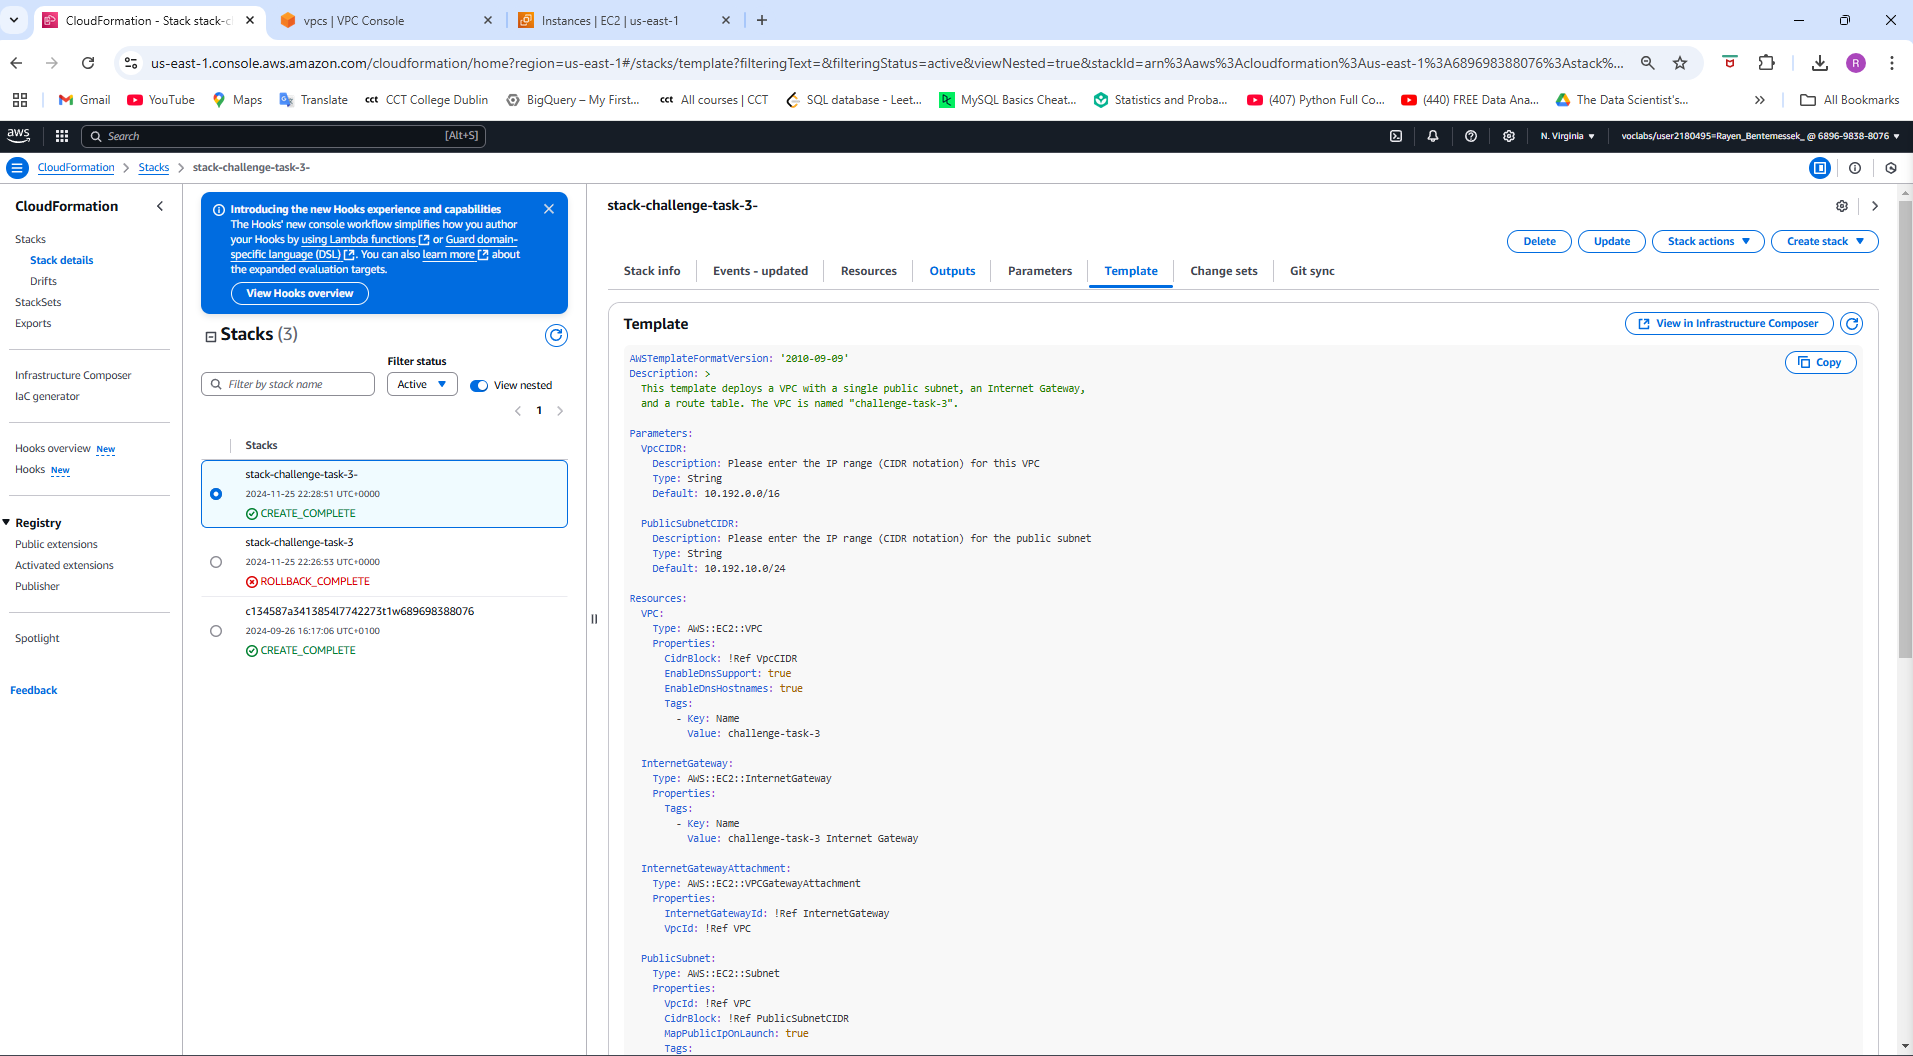 CloudFormation - Stack stack-c
vpcs | VPC Console
Instances | EC2 | us-east-1
us-east-1.console.aws.amazon.com/cloudformation/home?region=us-east-1#/stacks/template?filteringText=&filteringStatus=active&viewNested=true&stackId=arn%3Aaws%3Acloudformation%3Aus-east-1%3A689698388076%3Astack%...
R
Gmail
YouTube
Maps
Translate
cct CCT College Dublin
BigQuery – My First...
cct All courses | CCT
SQL database - Leet...
MySQL Basics Cheat...
Statistics and Proba...
(407) Python Full Co...
(440) FREE Data Ana...
The Data Scientist's...
All Bookmarks
aws
Search
[Alt+S]
N. Virginia
voclabs/user2180495=Rayen_Bentemessek_ @ 6896-9838-8076
CloudFormation
Stacks
stack-challenge-task-3-
CloudFormation
Stacks
Stack details
Drifts
StackSets
Exports
Infrastructure Composer
IaC generator
Hooks overview New
Hooks New
Registry
Public extensions
Activated extensions
Publisher
Spotlight
Feedback
Introducing the new Hooks experience and capabilities
The Hooks' new console workflow simplifies how you author
your Hooks by using Lambda functions or Guard domain-
specific language (DSL). You can also learn more about
the expanded evaluation targets.
View Hooks overview
Stacks (3)
Filter status
Filter by stack name
Active
View nested
1
Stacks
stack-challenge-task-3-
2024-11-25 22:28:51 UTC+0000
CREATE_COMPLETE
stack-challenge-task-3
2024-11-25 22:26:53 UTC+0000
ROLLBACK_COMPLETE
c134587a3413854l7742273t1w689698388076
2024-09-26 16:17:06 UTC+0100
CREATE_COMPLETE
stack-challenge-task-3-
Delete
Update
Stack actions
Create stack
Stack info
Events - updated
Resources
Outputs
Parameters
Template
Change sets
Git sync
Template
View in Infrastructure Composer
Copy
AWSTemplateFormatVersion: '2010-09-09'
Description: >
This template deploys a VPC with a single public subnet, an Internet Gateway,
and a route table. The VPC is named "challenge-task-3".
Parameters:
VpcCIDR:
Description: Please enter the IP range (CIDR notation) for this VPC
Type: String
Default: 10.192.0.0/16
PublicSubnetCIDR:
Description: Please enter the IP range (CIDR notation) for the public subnet
Type: String
Default: 10.192.10.0/24
Resources:
VPC:
Type: AWS::EC2::VPC
Properties:
CidrBlock: !Ref VpcCIDR
EnableDnsSupport: true
EnableDnsHostnames: true
Tags:
- Key: Name
Value: challenge-task-3
InternetGateway:
Type: AWS::EC2::InternetGateway
Properties:
Tags:
- Key: Name
Value: challenge-task-3 Internet Gateway
InternetGatewayAttachment:
Type: AWS::EC2::VPCGatewayAttachment
Properties:
InternetGatewayId: !Ref InternetGateway
VpcId: !Ref VPC
PublicSubnet:
Type: AWS::EC2::Subnet
Properties:
VpcId: !Ref VPC
CidrBlock: !Ref PublicSubnetCIDR
MapPublicIpOnLaunch: true
Tags: